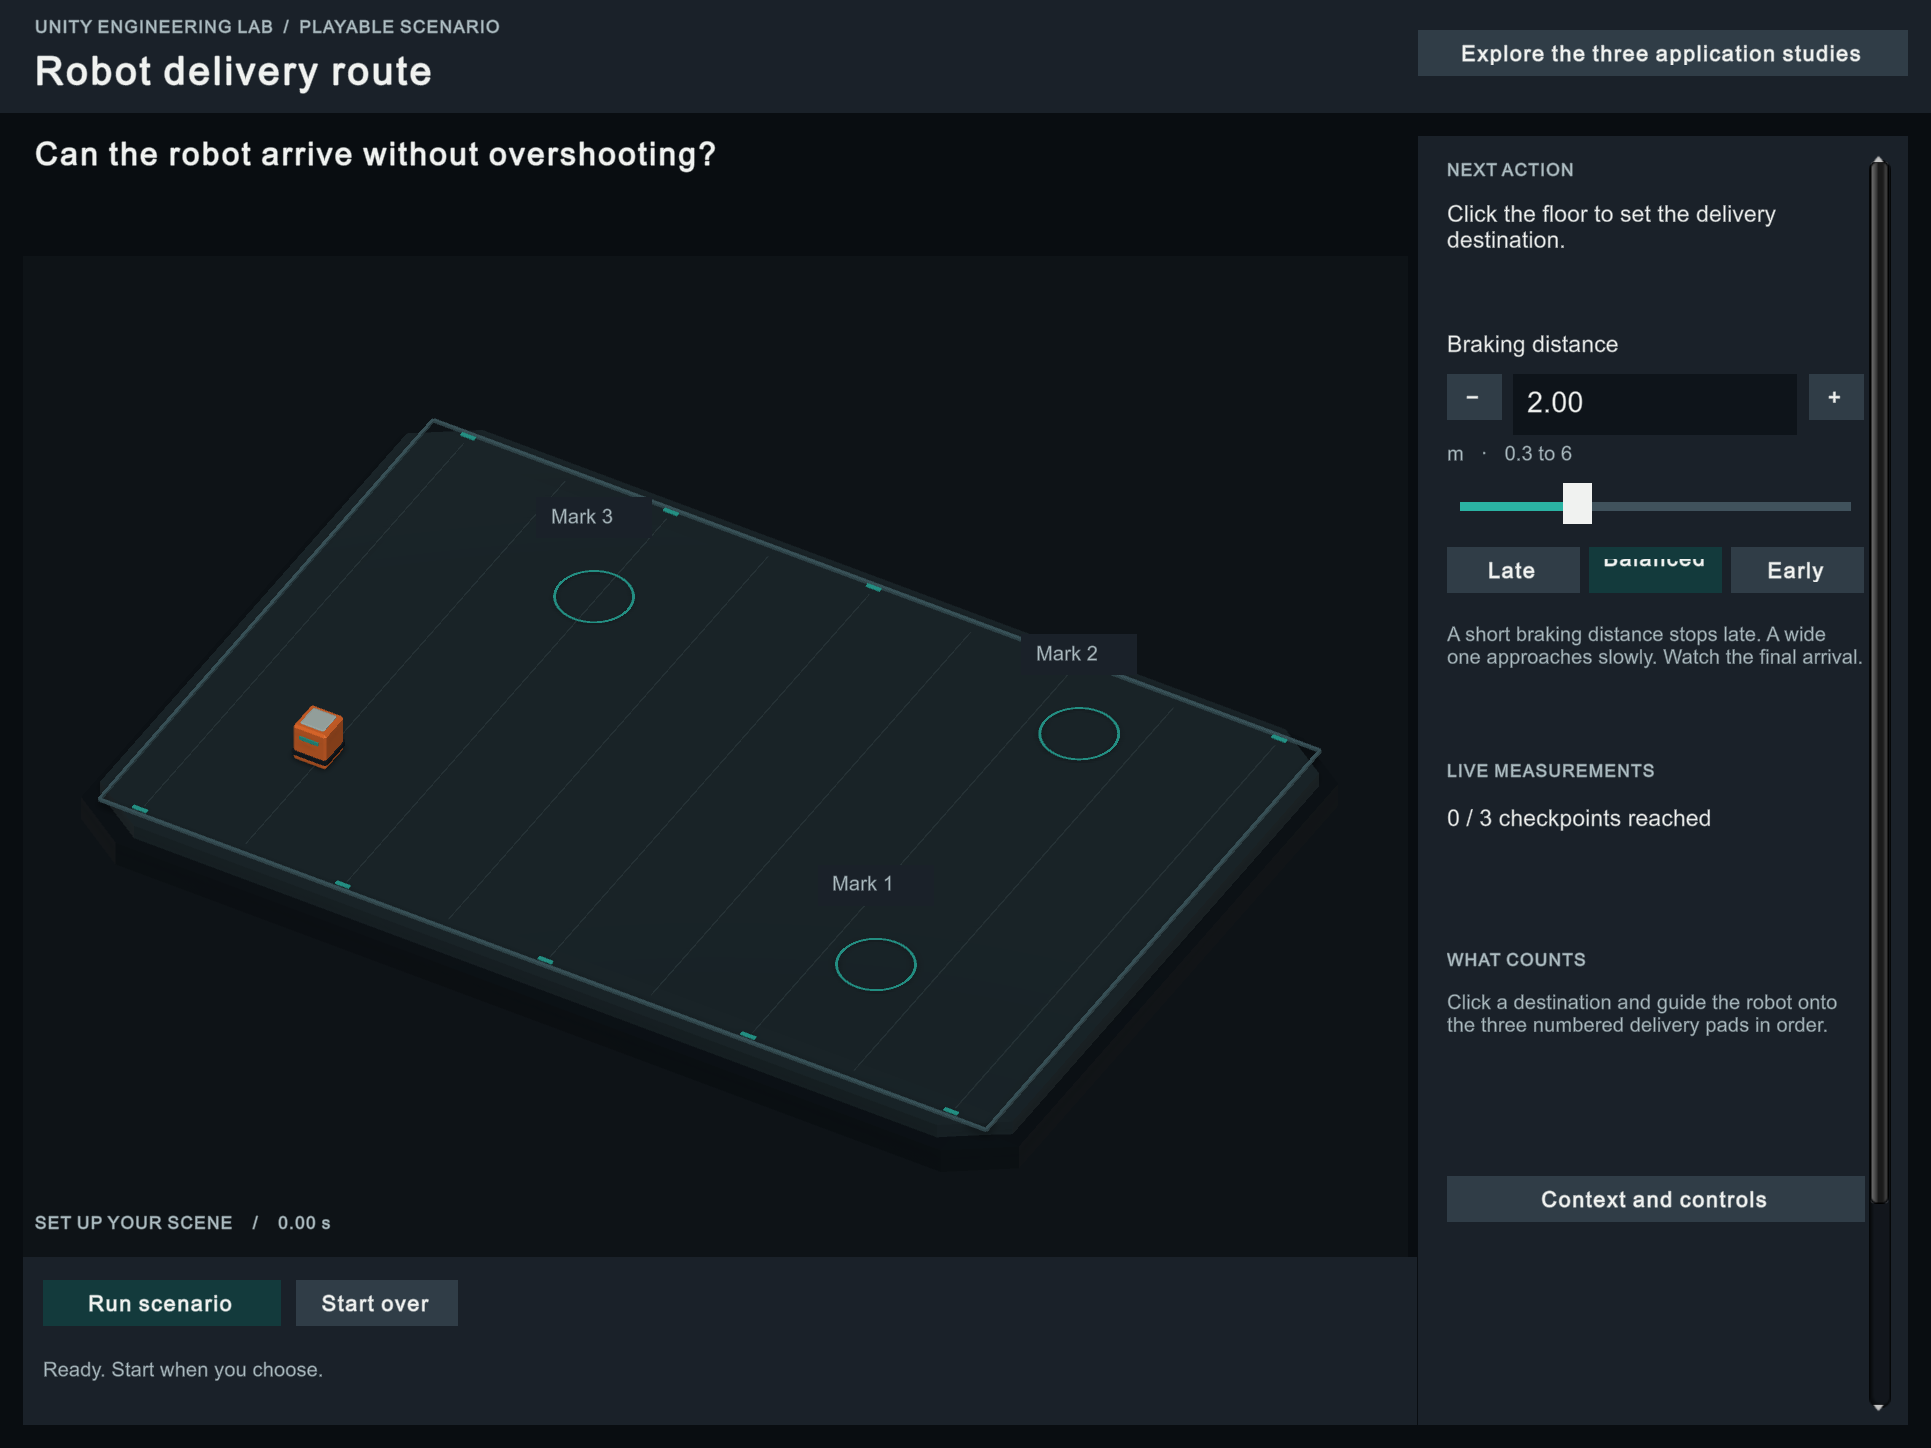 UNITY ENGINEERING LAB / PLAYABLE SCENARIO
Robot delivery route
Explore the three application studies
Can the robot arrive without overshooting?
NEXT ACTION
Click the floor to set the delivery
destination.
Braking distance
− 2.00 +
m · 0.3 to 6
Late Balanced Early
A short braking distance stops late. A wide
one approaches slowly. Watch the final arrival.
LIVE MEASUREMENTS
0 / 3 checkpoints reached
WHAT COUNTS
Click a destination and guide the robot onto
the three numbered delivery pads in order.
Context and controls
Mark 3
Mark 2
Mark 1
SET UP YOUR SCENE / 0.00 s
Run scenario Start over
Ready. Start when you choose.